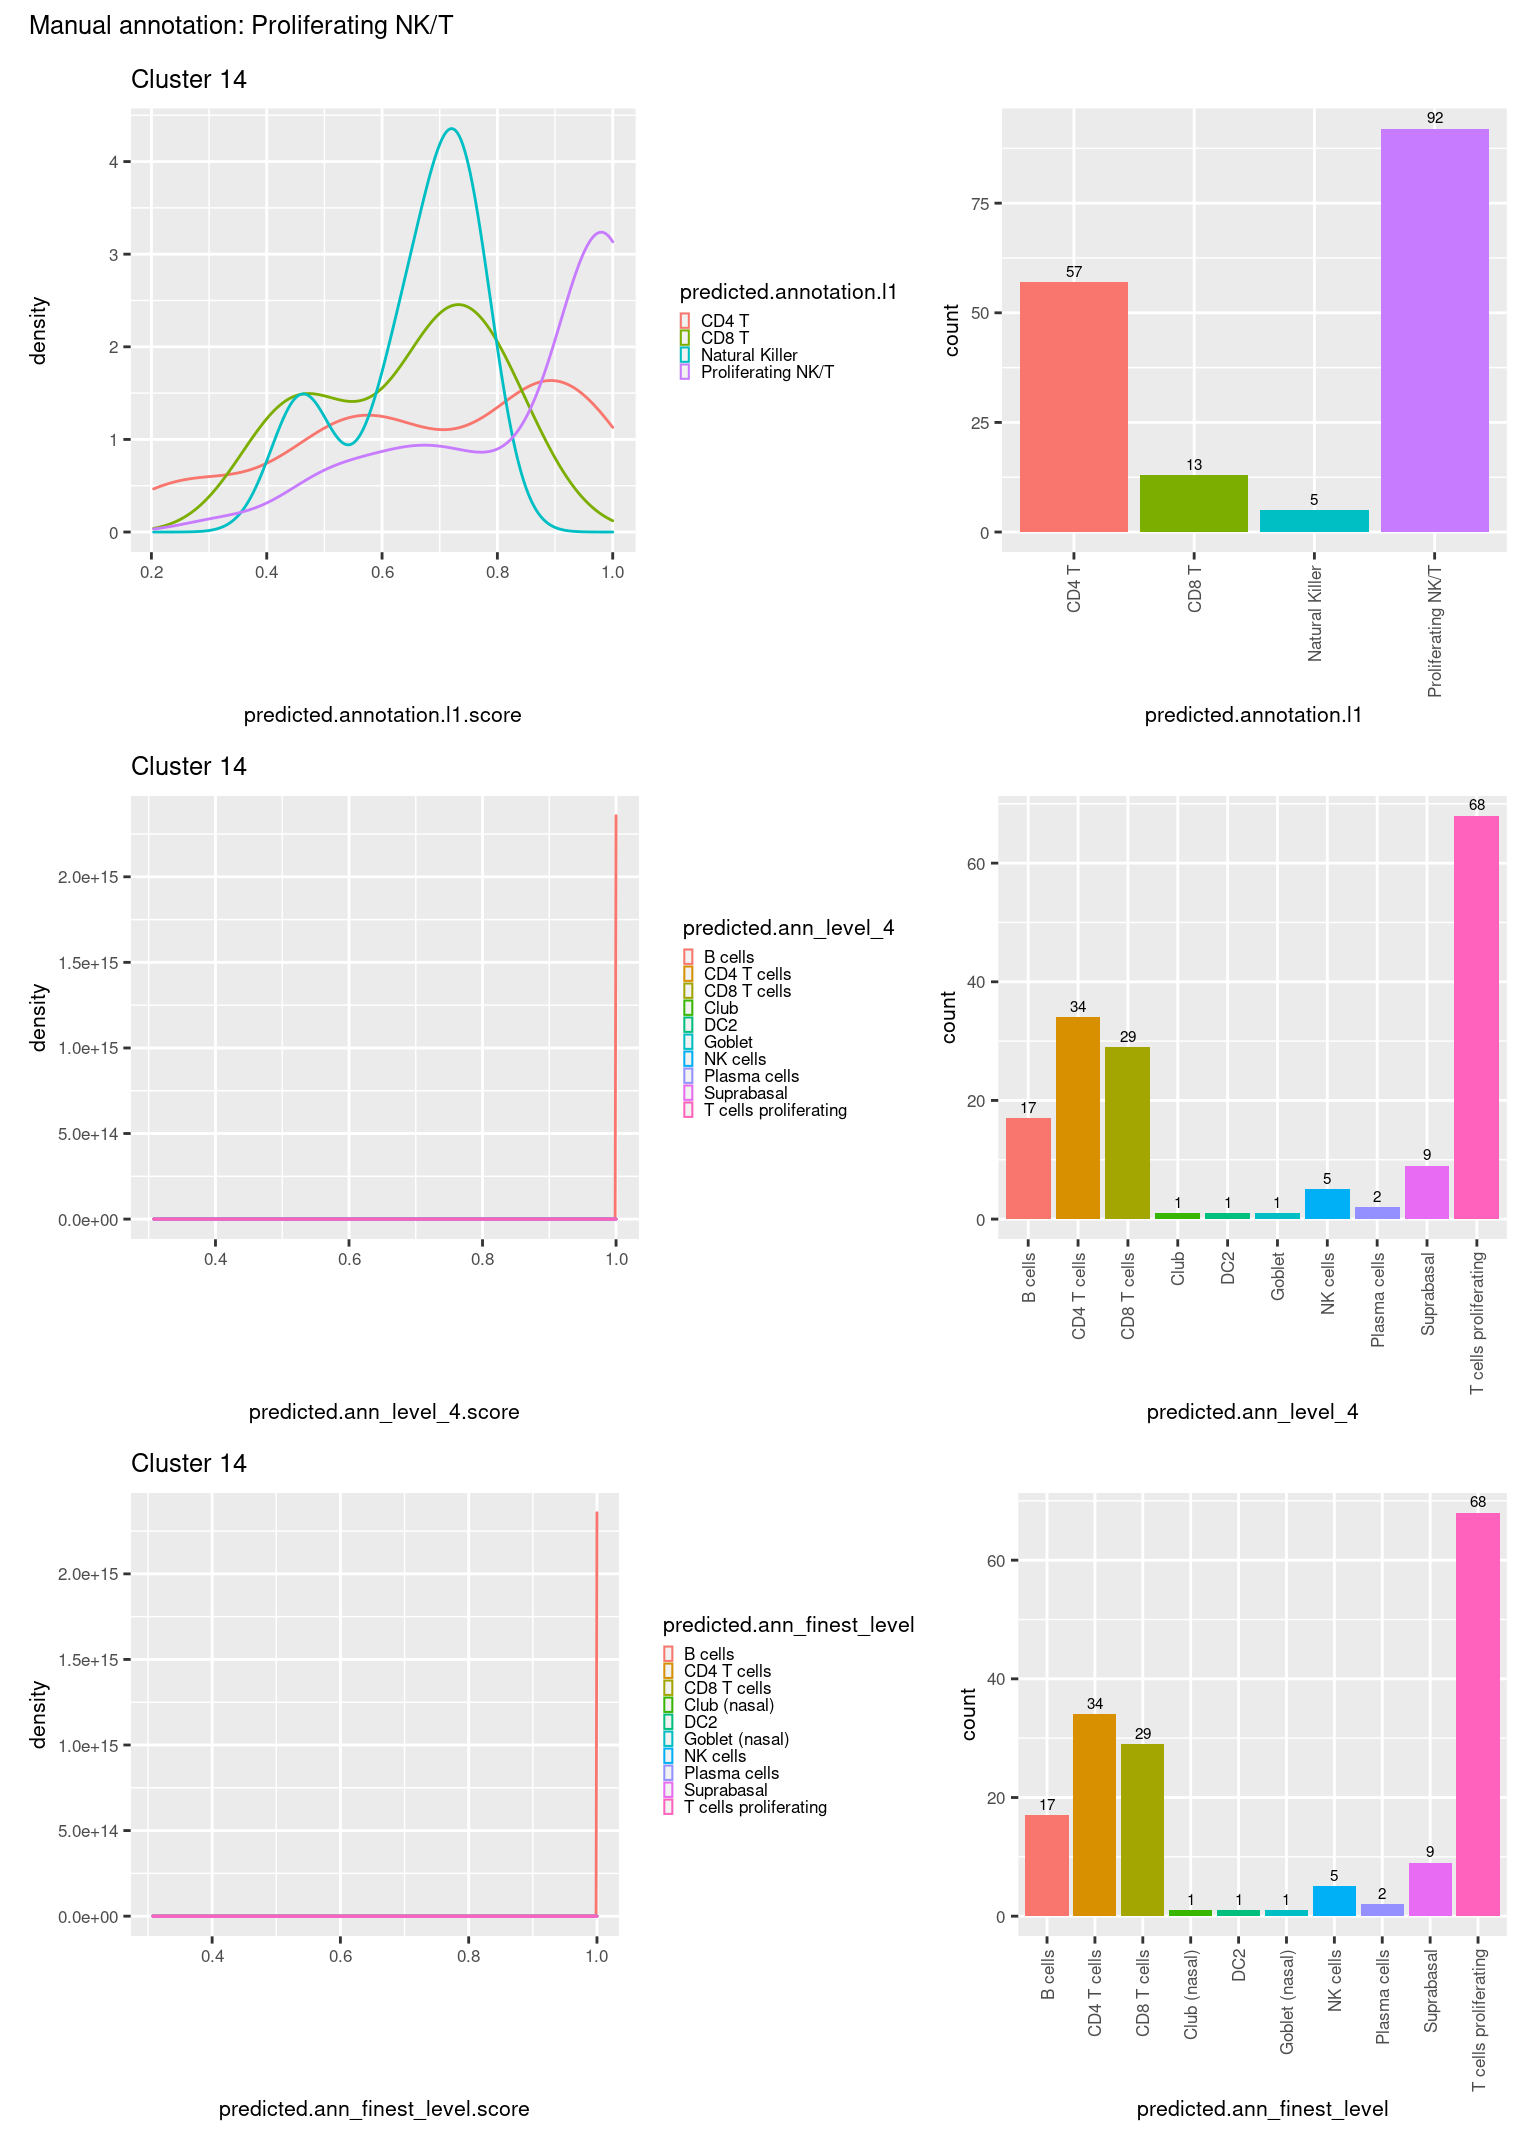 Manual annotation: Proliferating NK/T
Cluster 14
density
4
3
2
1
0
0.2 0.4 0.6 0.8 1.0
predicted.annotation.l1.score
predicted.annotation.l1
CD4 T
CD8 T
Natural Killer
Proliferating NK/T
count
75
50
25
0
57
13
5
92
CD4 T
CD8 T
Natural Killer
Proliferating NK/T
predicted.annotation.l1
Cluster 14
density
2.0e+15
1.5e+15
1.0e+15
5.0e+14
0.0e+00
0.4 0.6 0.8 1.0
predicted.ann_level_4.score
predicted.ann_level_4
B cells
CD4 T cells
CD8 T cells
Club
DC2
Goblet
NK cells
Plasma cells
Suprabasal
T cells proliferating
count
60
40
20
0
17
34
29
1
1
1
5
2
9
68
B cells
CD4 T cells
CD8 T cells
Club
DC2
Goblet
NK cells
Plasma cells
Suprabasal
T cells proliferating
predicted.ann_level_4
Cluster 14
density
2.0e+15
1.5e+15
1.0e+15
5.0e+14
0.0e+00
0.4 0.6 0.8 1.0
predicted.ann_finest_level.score
predicted.ann_finest_level
B cells
CD4 T cells
CD8 T cells
Club (nasal)
DC2
Goblet (nasal)
NK cells
Plasma cells
Suprabasal
T cells proliferating
count
60
40
20
0
17
34
29
1
1
1
5
2
9
68
B cells
CD4 T cells
CD8 T cells
Club (nasal)
DC2
Goblet (nasal)
NK cells
Plasma cells
Suprabasal
T cells proliferating
predicted.ann_finest_level